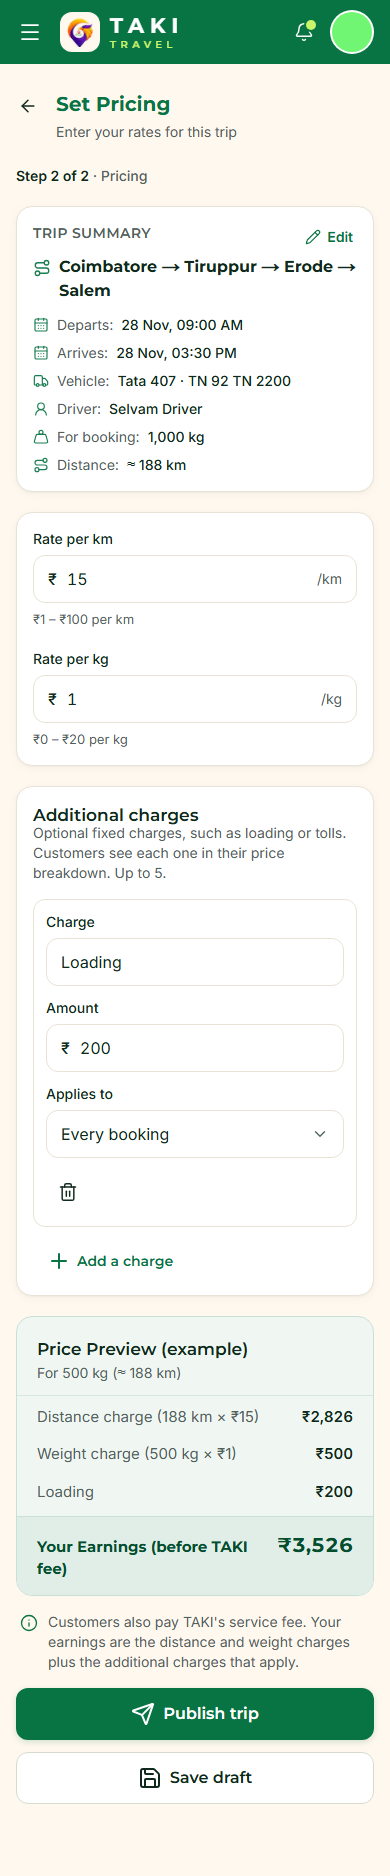 TAKI
TRAVEL
Set Pricing
Enter your rates for this trip
Step 2 of 2 · Pricing
TRIP SUMMARY
Edit
Coimbatore → Tiruppur → Erode →
Salem
Departs: 28 Nov, 09:00 AM
Arrives: 28 Nov, 03:30 PM
Vehicle: Tata 407 · TN 92 TN 2200
Driver: Selvam Driver
For booking: 1,000 kg
Distance: ≈ 188 km
Rate per km
₹ 15 /km
₹1 – ₹100 per km
Rate per kg
₹ 1 /kg
₹0 – ₹20 per kg
Additional charges
Optional fixed charges, such as loading or tolls.
Customers see each one in their price
breakdown. Up to 5.
Charge
Loading
Amount
₹ 200
Applies to
Every booking
Add a charge
Price Preview (example)
For 500 kg (≈ 188 km)
Distance charge (188 km × ₹15) ₹2,826
Weight charge (500 kg × ₹1) ₹500
Loading ₹200
Your Earnings (before TAKI ₹3,526
fee)
Customers also pay TAKI's service fee. Your
earnings are the distance and weight charges
plus the additional charges that apply.
Publish trip
Save draft